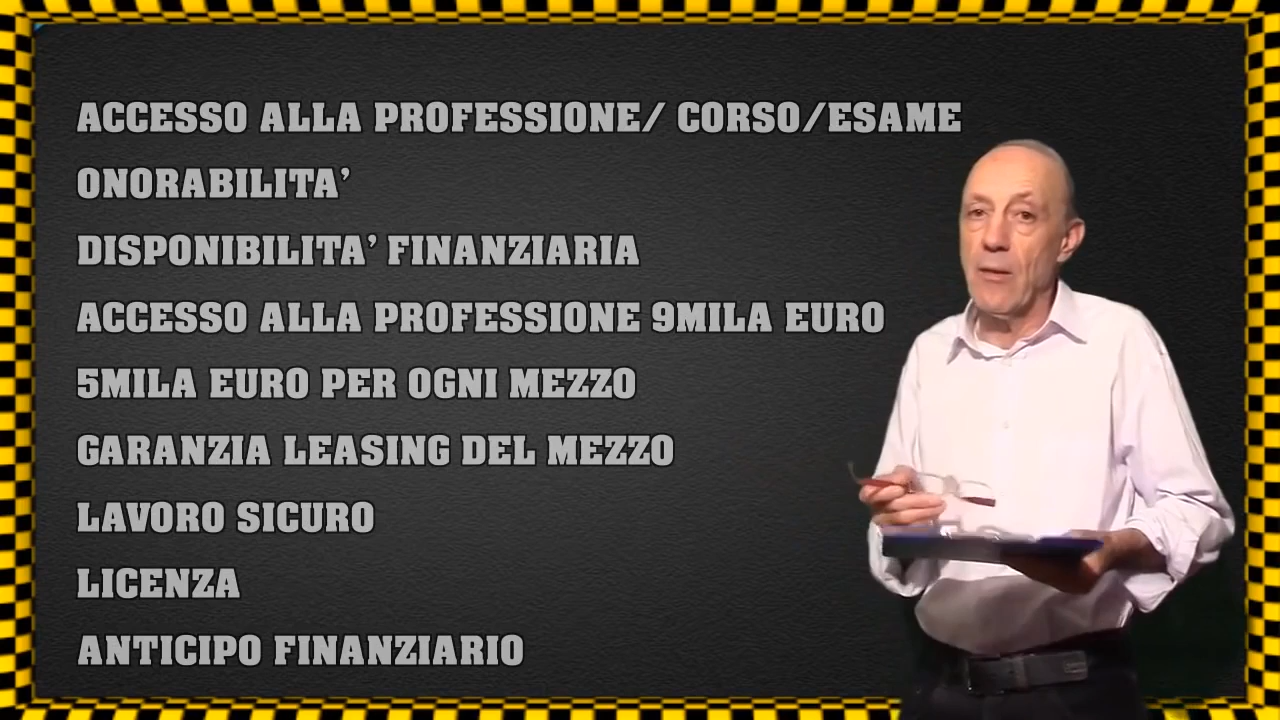 ACCESSO ALLA PROFESSIONE/ CORSO/ESAME
ONORABILITA’
DISPONIBILITA’ FINANZIARIA
ACCESSO ALLA PROFESSIONE 9MILA EURO
5MILA EURO PER OGNI MEZZO
GARANZIA LEASING DEL MEZZO
LAVORO SICURO
LICENZA
ANTICIPO FINANZIARIO